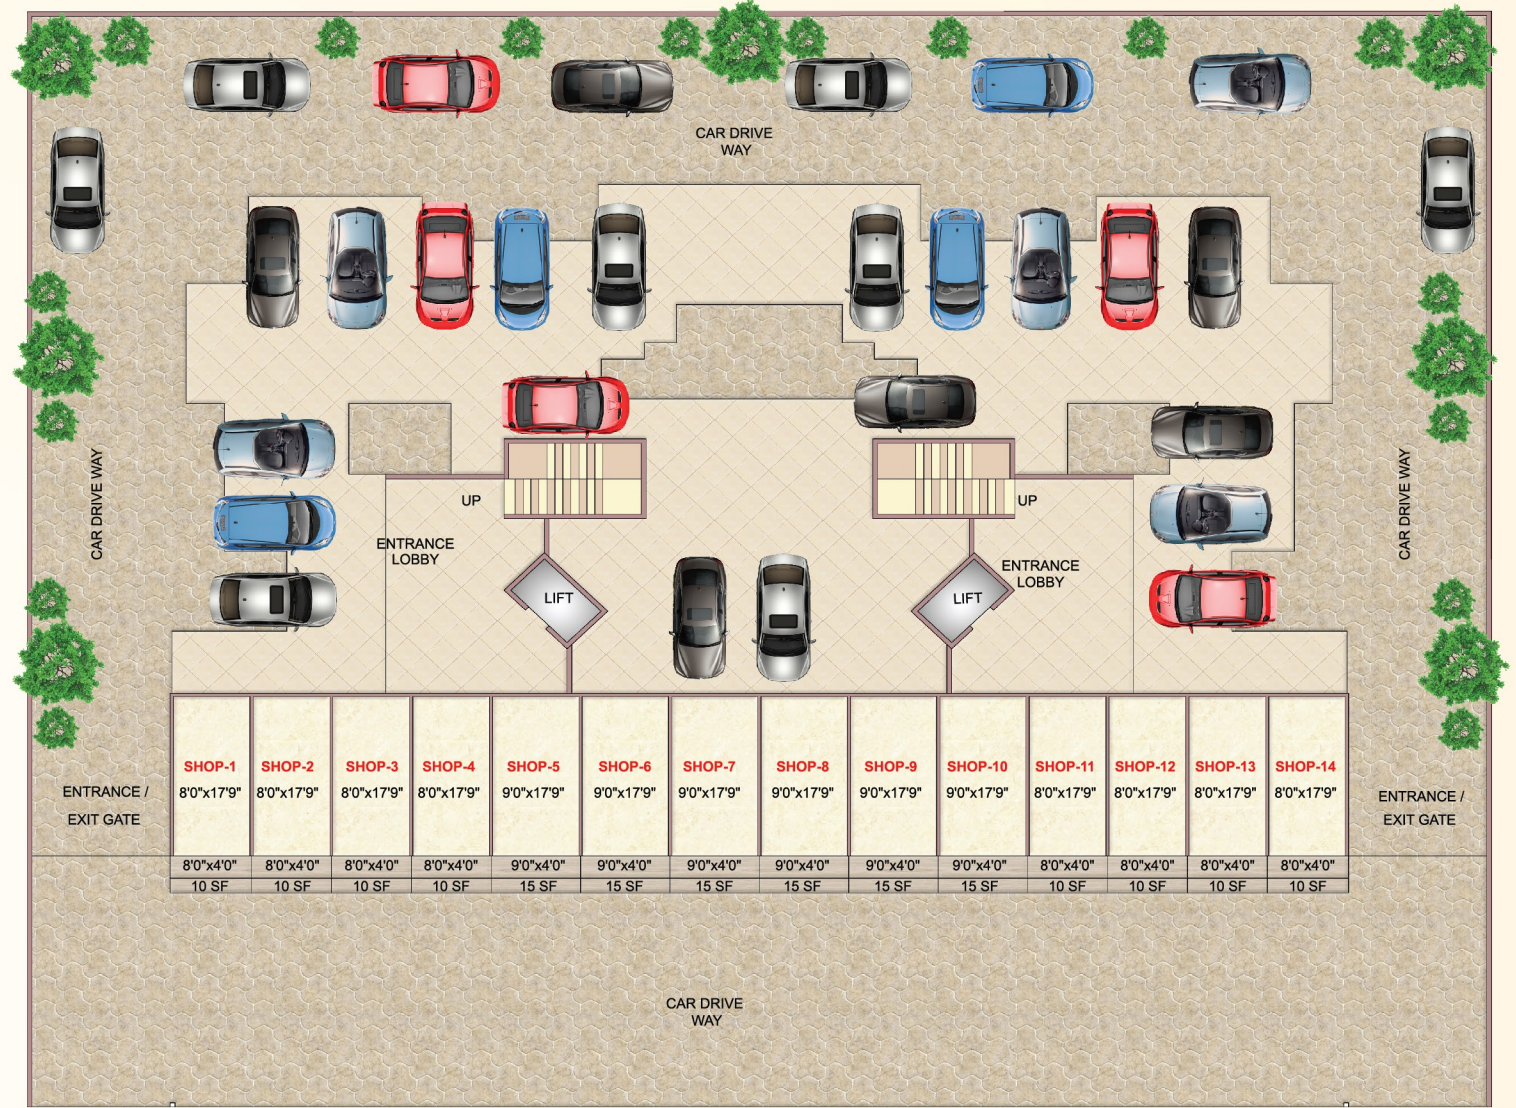 CAR DRIVE
WAY
CAR DRIVE WAY
CAR DRIVE WAY
UP
UP
ENTRANCE
LOBBY
ENTRANCE
LOBBY
LIFT
LIFT
SHOP-1 SHOP-2 SHOP-3 SHOP-4 SHOP-5 SHOP-6 SHOP-7 SHOP-8 SHOP-9 SHOP-10 SHOP-11 SHOP-12 SHOP-13 SHOP-14
8'0"x17'9" 8'0"x17'9" 8'0"x17'9" 8'0"x17'9" 9'0"x17'9" 9'0"x17'9" 9'0"x17'9" 9'0"x17'9" 9'0"x17'9" 9'0"x17'9" 8'0"x17'9" 8'0"x17'9" 8'0"x17'9" 8'0"x17'9"
ENTRANCE /
EXIT GATE
ENTRANCE /
EXIT GATE
8'0"x4'0" 8'0"x4'0" 8'0"x4'0" 8'0"x4'0" 9'0"x4'0" 9'0"x4'0" 9'0"x4'0" 9'0"x4'0" 9'0"x4'0" 9'0"x4'0" 8'0"x4'0" 8'0"x4'0" 8'0"x4'0" 8'0"x4'0"
10 SF 10 SF 10 SF 10 SF 15 SF 15 SF 15 SF 15 SF 15 SF 15 SF 10 SF 10 SF 10 SF 10 SF
CAR DRIVE
WAY